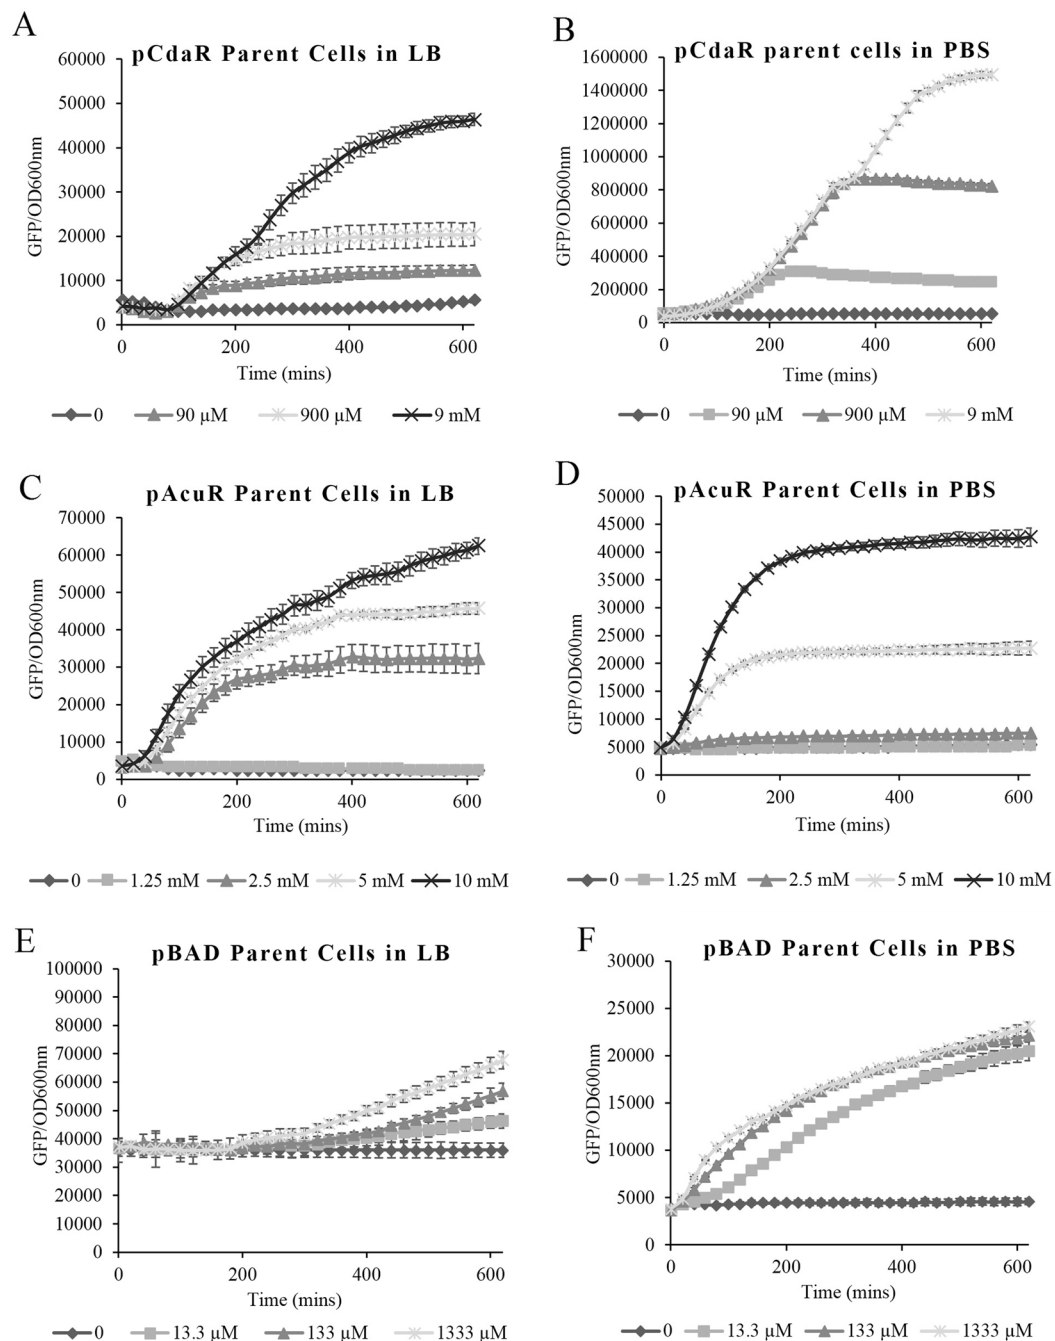 A
pCdaR Parent Cells in LB
60000
50000
40000
30000
20000
10000
0
GFP/OD600nm
0 200 400 600
Time (mins)
0 90 µM 900 µM 9 mM
B
pCdaR parent cells in PBS
1600000
1400000
1200000
1000000
800000
600000
400000
200000
0
GFP/OD600nm
0 200 400 600
Time (mins)
0 90 µM 900 µM 9 mM
C
pAcuR Parent Cells in LB
70000
60000
50000
40000
30000
20000
10000
0
GFP/OD600nm
0 200 400 600
Time (mins)
0 1.25 mM 2.5 mM 5 mM 10 mM
D
pAcuR Parent Cells in PBS
50000
45000
40000
35000
30000
25000
20000
15000
10000
5000
0
GFP/OD600nm
0 200 400 600
Time (mins)
0 1.25 mM 2.5 mM 5 mM 10 mM
E
pBAD Parent Cells in LB
100000
90000
80000
70000
60000
50000
40000
30000
20000
10000
0
GFP/OD600nm
0 200 400 600
Time (mins)
0 13.3 µM 133 µM 1333 µM
F
pBAD Parent Cells in PBS
30000
25000
20000
15000
10000
5000
0
GFP/OD600nm
0 200 400 600
Time (mins)
0 13.3 µM 133 µM 1333 µM